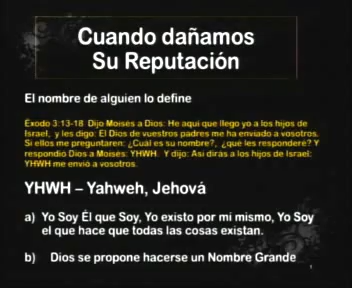 Cuando dañamos
Su Reputación
El nombre de alguien lo define
Éxodo 3:13-18 Dijo Moisés a Dios: He aquí que llego yo a los hijos de
Israel, y les digo: El Dios de vuestros padres me ha enviado a vosotros.
Si ellos me preguntaren: ¿Cuál es su nombre?, ¿qué les responderé? Y
respondió Dios a Moisés: YHWH. Y dijo: Así dirás a los hijos de Israel:
YHWH me envió a vosotros.
YHWH – Yahweh, Jehová
a) Yo Soy Él que Soy, Yo existo por mí mismo, Yo Soy
el que hace que todas las cosas existan.
b) Dios se propone hacerse un Nombre Grande